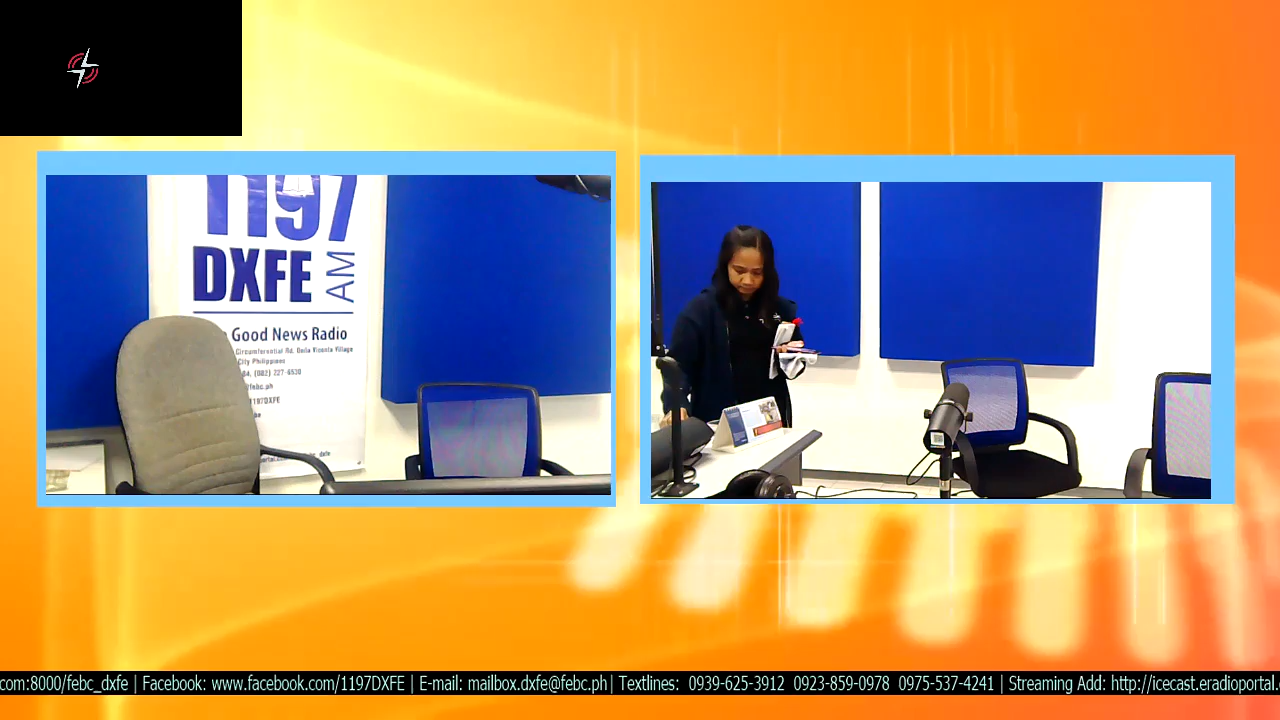 1197
DXFE
AM
Good News Radio
Circumferential Rd. Doña Vicenta Village
City Philippines
64, (082) 227-6530
@febc.ph
1197DXFE
com:8000/febc_dxfe | Facebook: www.facebook.com/1197DXFE | E-mail: mailbox.dxfe@febc.ph | Textlines: 0939-625-3912 0923-859-0978 0975-537-4241 | Streaming Add: http://icecast.eradioportal.